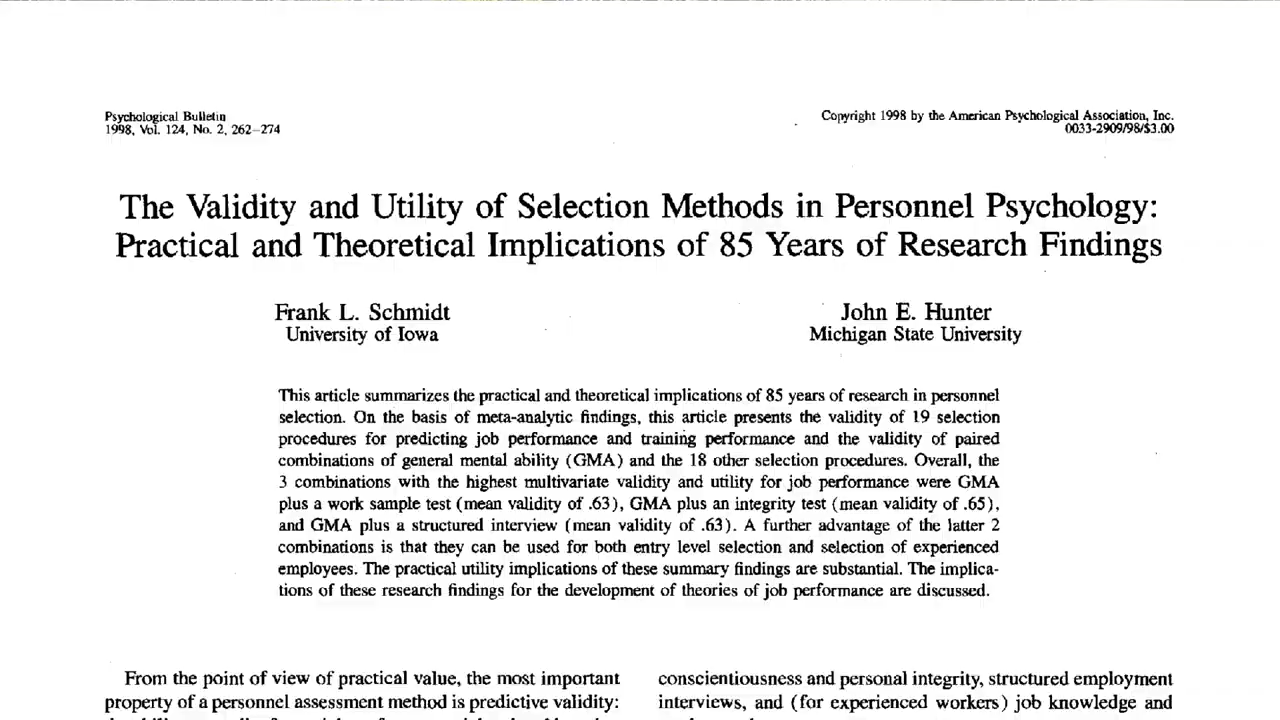 Psychological Bulletin
1998, Vol. 124, No. 2, 262–274
Copyright 1998 by the American Psychological Association, Inc.
0033-2909/98/$3.00
The Validity and Utility of Selection Methods in Personnel Psychology:
Practical and Theoretical Implications of 85 Years of Research Findings
Frank L. Schmidt
University of Iowa
John E. Hunter
Michigan State University
This article summarizes the practical and theoretical implications of 85 years of research in personnel
selection. On the basis of meta-analytic findings, this article presents the validity of 19 selection
procedures for predicting job performance and training performance and the validity of paired
combinations of general mental ability (GMA) and the 18 other selection procedures. Overall, the
3 combinations with the highest multivariate validity and utility for job performance were GMA
plus a work sample test (mean validity of .63), GMA plus an integrity test (mean validity of .65),
and GMA plus a structured interview (mean validity of .63). A further advantage of the latter 2
combinations is that they can be used for both entry level selection and selection of experienced
employees. The practical utility implications of these summary findings are substantial. The implica-
tions of these research findings for the development of theories of job performance are discussed.
From the point of view of practical value, the most important
property of a personnel assessment method is predictive validity:
conscientiousness and personal integrity, structured employment
interviews, and (for experienced workers) job knowledge and